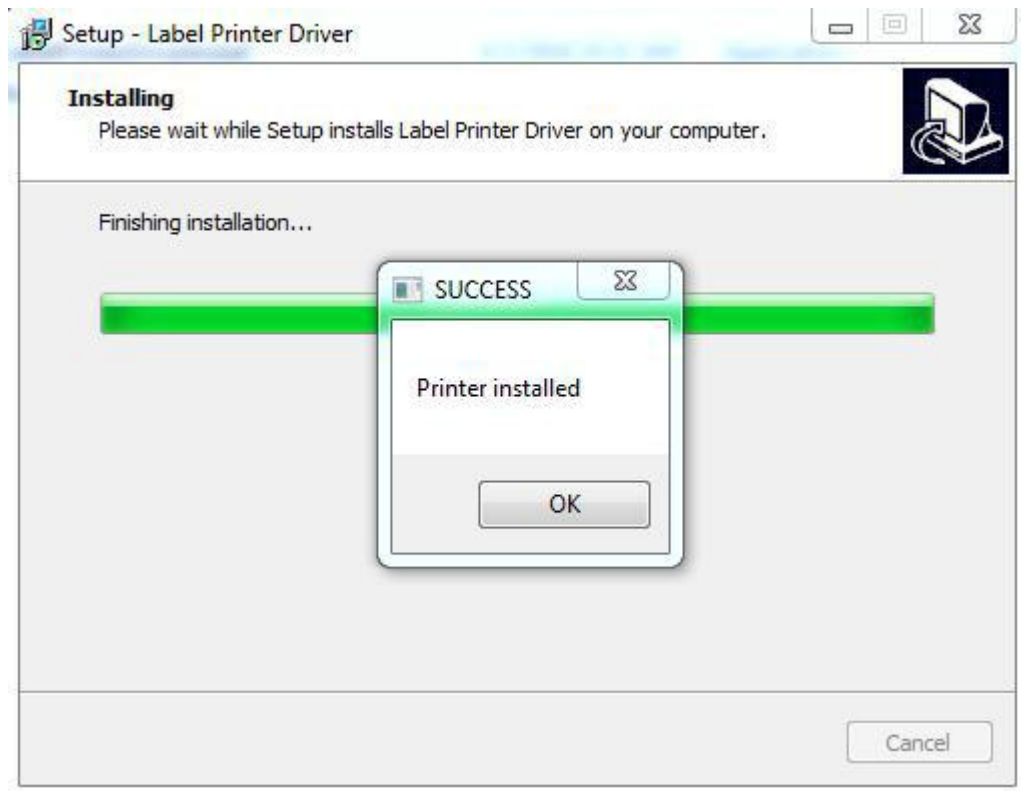 Setup - Label Printer Driver
Installing
Please wait while Setup installs Label Printer Driver on your computer.
Finishing installation...
SUCCESS
Printer installed
OK
Cancel